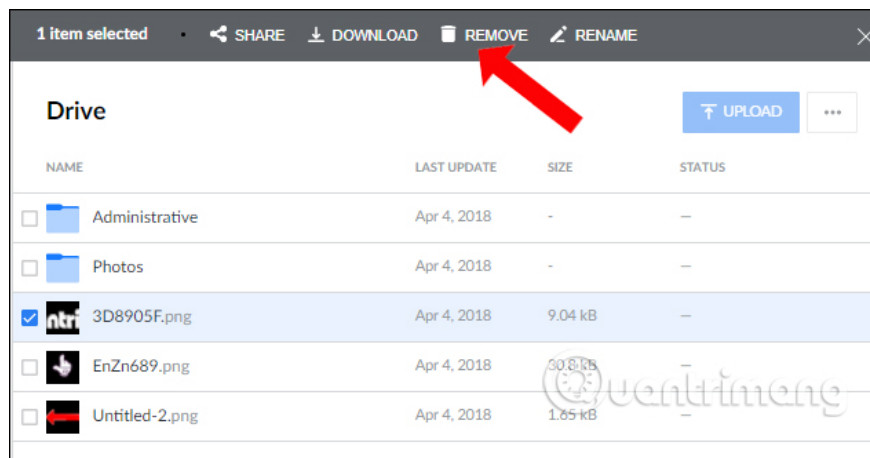 1 item selected · SHARE DOWNLOAD REMOVE RENAME
Drive
UPLOAD ...
NAME LAST UPDATE SIZE STATUS
Administrative Apr 4, 2018 - –
Photos Apr 4, 2018 - –
ntri 3D8905F.png Apr 4, 2018 9.04 kB –
EnZn689.png Apr 4, 2018 30.8 kB –
Quantrimang
Untitled-2.png Apr 4, 2018 1.65 kB –